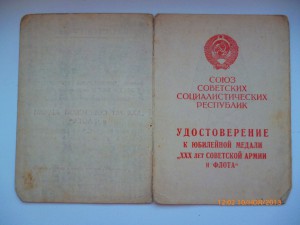 СОЮЗ
СОВЕТСКИХ
СОЦИАЛИСТИЧЕСКИХ
РЕСПУБЛИК
УДОСТОВЕРЕНИЕ
К ЮБИЛЕЙНОЙ МЕДАЛИ
„XXX ЛЕТ СОВЕТСКОЙ АРМИИ
и ФЛОТА“